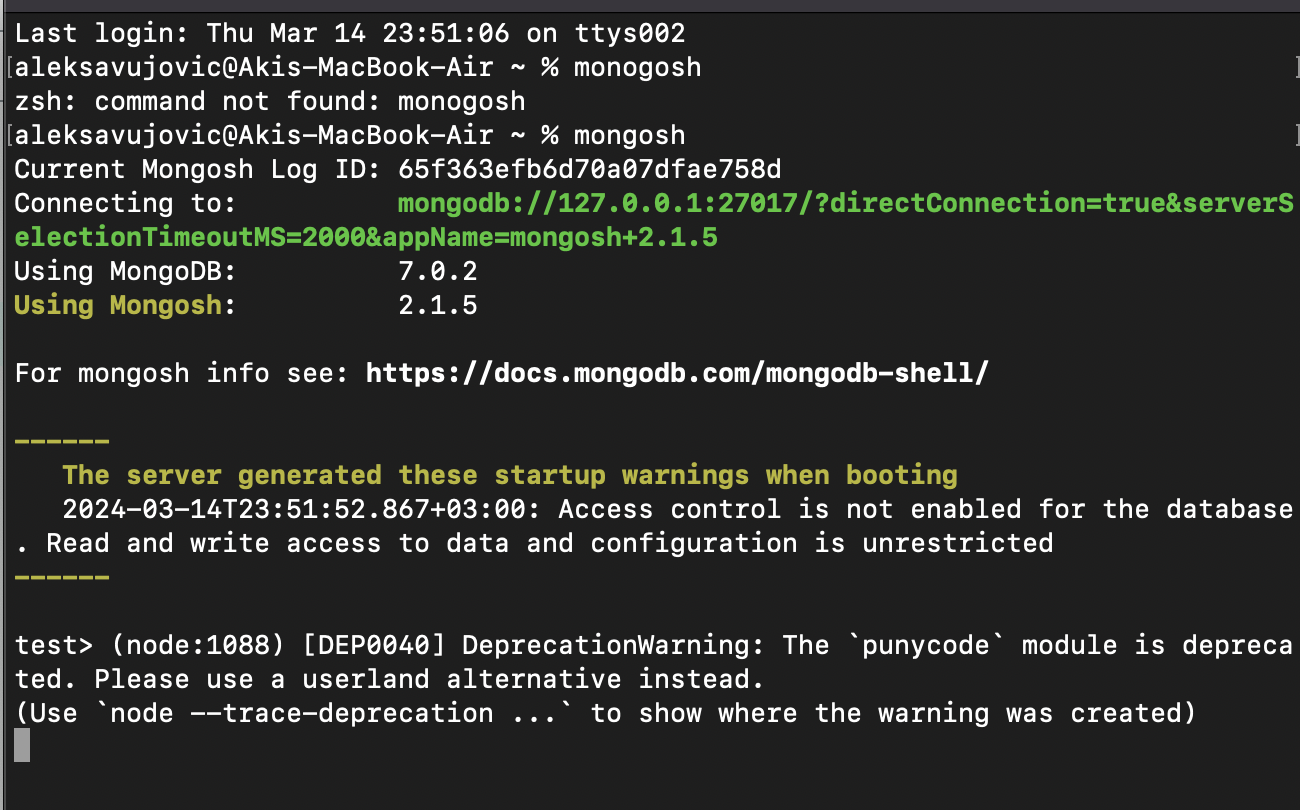 Last login: Thu Mar 14 23:51:06 on ttys002
[aleksavujovic@Akis-MacBook-Air ~ % monogosh ]
zsh: command not found: monogosh
[aleksavujovic@Akis-MacBook-Air ~ % mongosh ]
Current Mongosh Log ID: 65f363efb6d70a07dfae758d
Connecting to: mongodb://127.0.0.1:27017/?directConnection=true&serverS
electionTimeoutMS=2000&appName=mongosh+2.1.5
Using MongoDB: 7.0.2
Using Mongosh: 2.1.5
For mongosh info see: https://docs.mongodb.com/mongodb-shell/
------
The server generated these startup warnings when booting
2024-03-14T23:51:52.867+03:00: Access control is not enabled for the database
. Read and write access to data and configuration is unrestricted
------
test> (node:1088) [DEP0040] DeprecationWarning: The `punycode` module is depreca
ted. Please use a userland alternative instead.
(Use `node --trace-deprecation ...` to show where the warning was created)